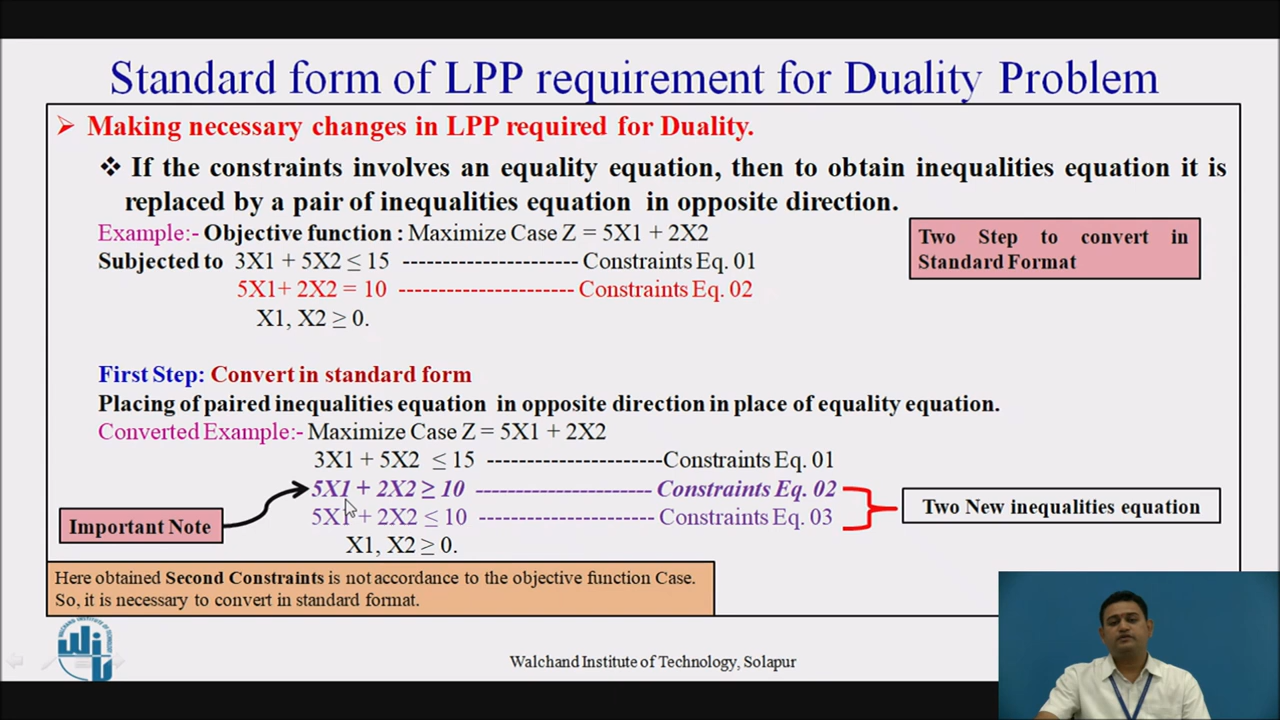 Standard form of LPP requirement for Duality Problem
➢ Making necessary changes in LPP required for Duality.
❖ If the constraints involves an equality equation, then to obtain inequalities equation it is
replaced by a pair of inequalities equation in opposite direction.
Example:- Objective function : Maximize Case Z = 5X1 + 2X2
Subjected to 3X1 + 5X2 ≤ 15 ---------------------- Constraints Eq. 01
5X1+ 2X2 = 10 ---------------------- Constraints Eq. 02
X1, X2 ≥ 0.
Two Step to convert in
Standard Format
First Step: Convert in standard form
Placing of paired inequalities equation in opposite direction in place of equality equation.
Converted Example:- Maximize Case Z = 5X1 + 2X2
3X1 + 5X2 ≤ 15 ----------------------Constraints Eq. 01
5X1 + 2X2 ≥ 10 ---------------------- Constraints Eq. 02
5X1 + 2X2 ≤ 10 ---------------------- Constraints Eq. 03
X1, X2 ≥ 0.
Important Note
Two New inequalities equation
Here obtained Second Constraints is not accordance to the objective function Case.
So, it is necessary to convert in standard format.
Walchand Institute of Technology, Solapur